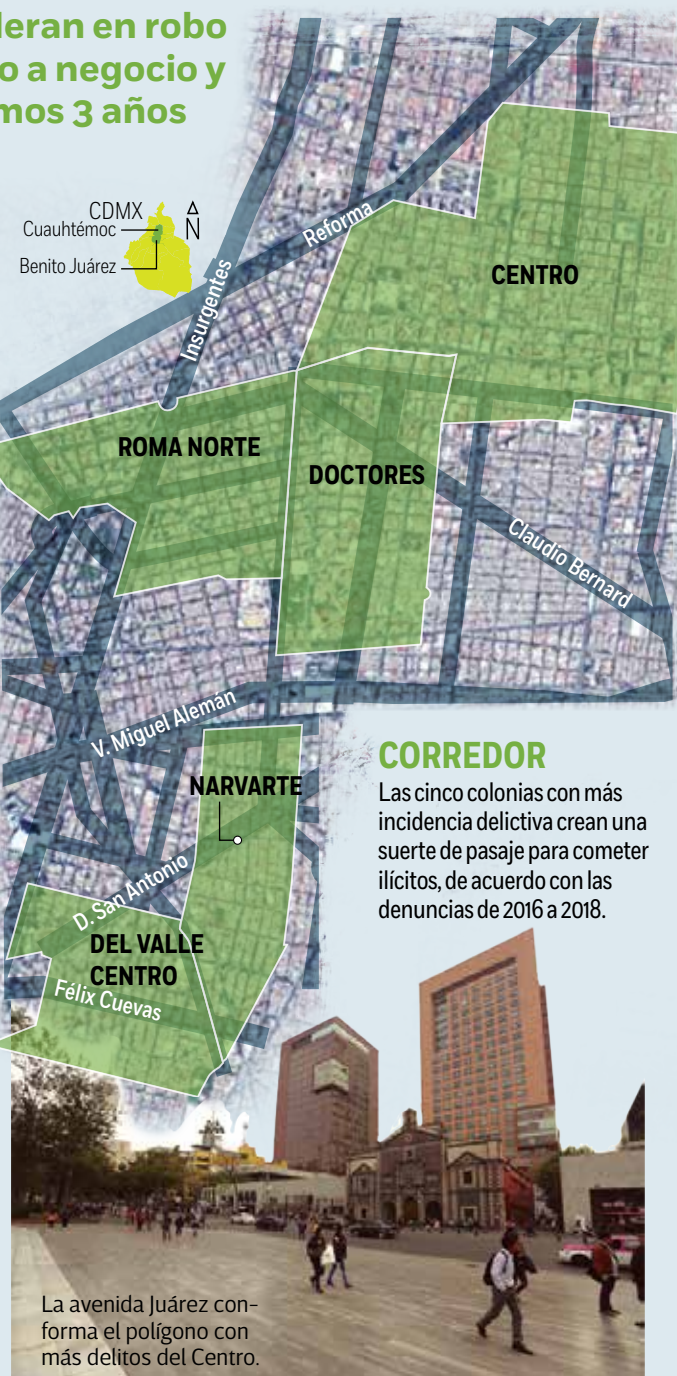 deran en robo
o a negocio y
mos 3 años
CDMX
N
Cuauhtémoc
Benito Juárez
Reforma
Insurgentes
CENTRO
ROMA NORTE
DOCTORES
Claudio Bernard
V. Miguel Alemán
NARVARTE
D. San Antonio
DEL VALLE
CENTRO
Félix Cuevas
CORREDOR
Las cinco colonias con más
incidencia delictiva crean una
suerte de pasaje para cometer
ilícitos, de acuerdo con las
denuncias de 2016 a 2018.
La avenida Juárez con-
forma el polígono con
más delitos del Centro.